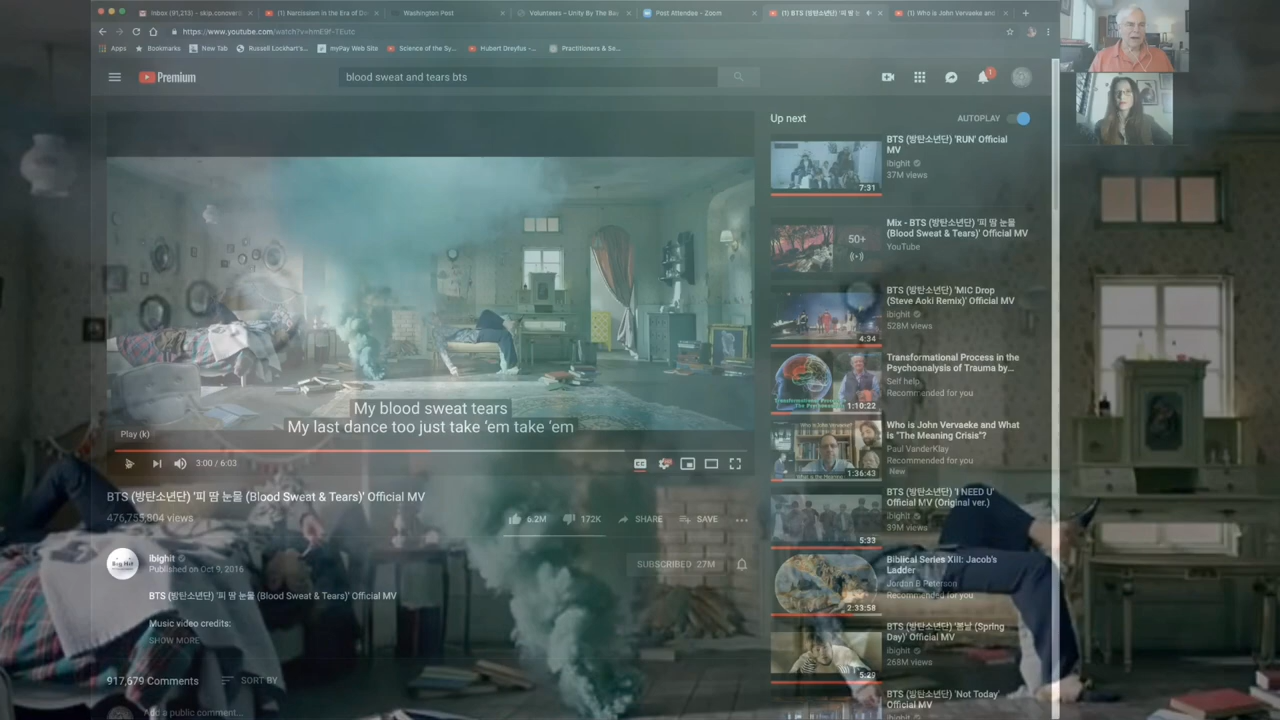 Inbox (91,213) - skip.conover
(1) Narcissism in the Era of D
Washington Post
Volunteers – Unity By The Ba
Post Attendee - Zoom
(1) BTS (방탄소년단) '피 땀 눈
(1) Who is John Vervaeke and
Apps
Bookmarks
New Tab
Russell Lockhart's...
myPay Web Site
Science of the Sy...
Hubert Dreyfus -...
Practitioners & Se...
Premium
blood sweat and tears bts
1
Up next
AUTOPLAY
BTS (방탄소년단) 'RUN' Official
MV
ibighit
37M views
7:31
Mix - BTS (방탄소년단) '피 땀 눈물
(Blood Sweat & Tears)' Official MV
YouTube
50+
BTS (방탄소년단) 'MIC Drop
(Steve Aoki Remix)' Official MV
ibighit
528M views
4:34
Transformational Process in the
Psychoanalysis of Trauma by...
Self help
Recommended for you
1:10:22
Who is John Vervaeke and What
is "The Meaning Crisis"?
Paul VanderKlay
Recommended for you
New
1:36:43
BTS (방탄소년단) 'I NEED U'
Official MV (Original ver.)
ibighit
39M views
5:33
Biblical Series XIII: Jacob's
Ladder
Jordan B Peterson
Recommended for you
2:33:58
BTS (방탄소년단) '봄날 (Spring
Day)' Official MV
ibighit
268M views
5:29
BTS (방탄소년단) 'Not Today'
Official MV
ibighit
My blood sweat tears
My last dance too just take 'em take 'em
Play (k)
3:00 / 6:03
BTS (방탄소년단) '피 땀 눈물 (Blood Sweat & Tears)' Official MV
476,755,804 views
6.2M
172K
SHARE
SAVE
Big Hit
ibighit
Published on Oct 9, 2016
SUBSCRIBED 27M
BTS (방탄소년단) '피 땀 눈물 (Blood Sweat & Tears)' Official MV
Music video credits:
SHOW MORE
917,679 Comments
SORT BY
Add a public comment...